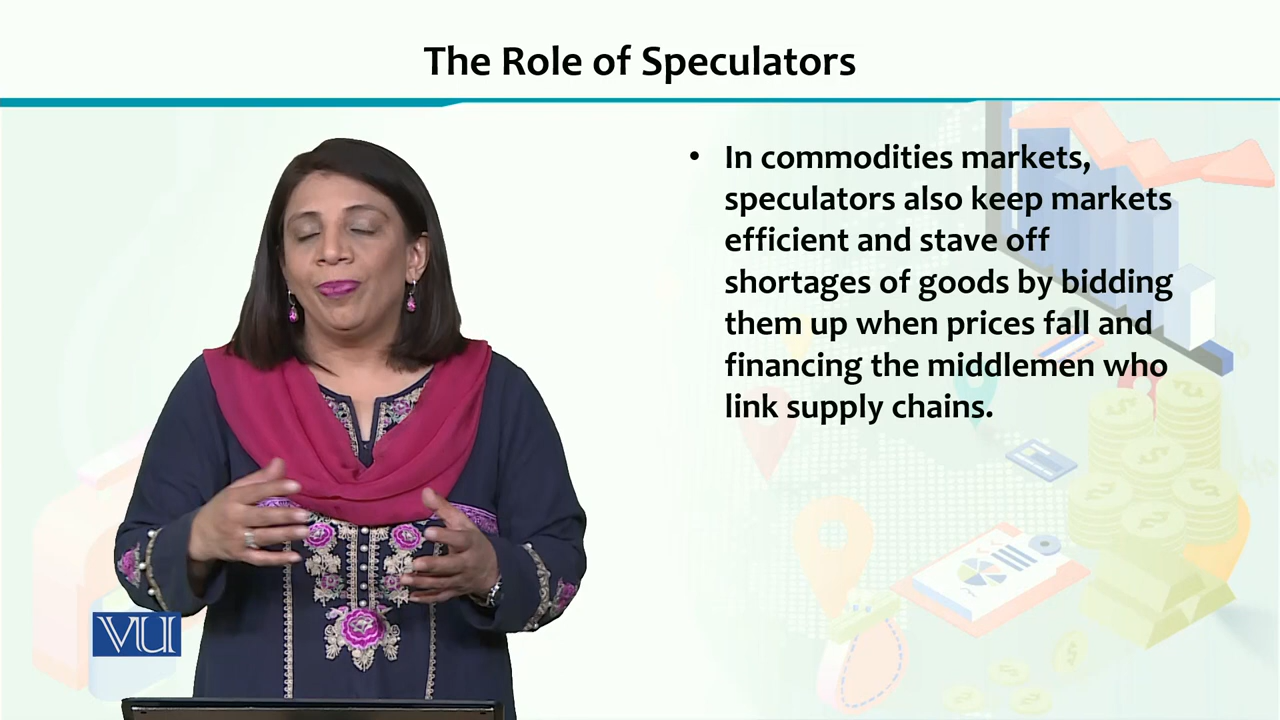 The Role of Speculators
• In commodities markets,
speculators also keep markets
efficient and stave off
shortages of goods by bidding
them up when prices fall and
financing the middlemen who
link supply chains.
VU